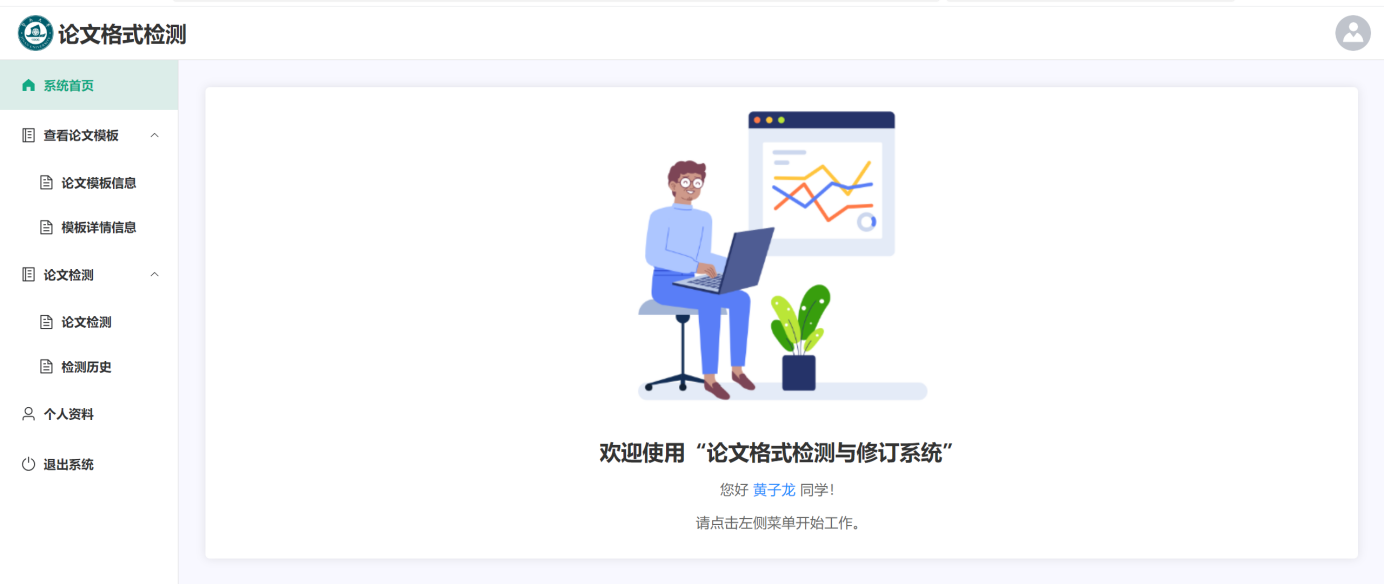 论文格式检测
系统首页
查看论文模板
论文模板信息
模板详情信息
论文检测
论文检测
检测历史
个人资料
退出系统
欢迎使用“论文格式检测与修订系统”
您好 黄子龙 同学！
请点击左侧菜单开始工作。